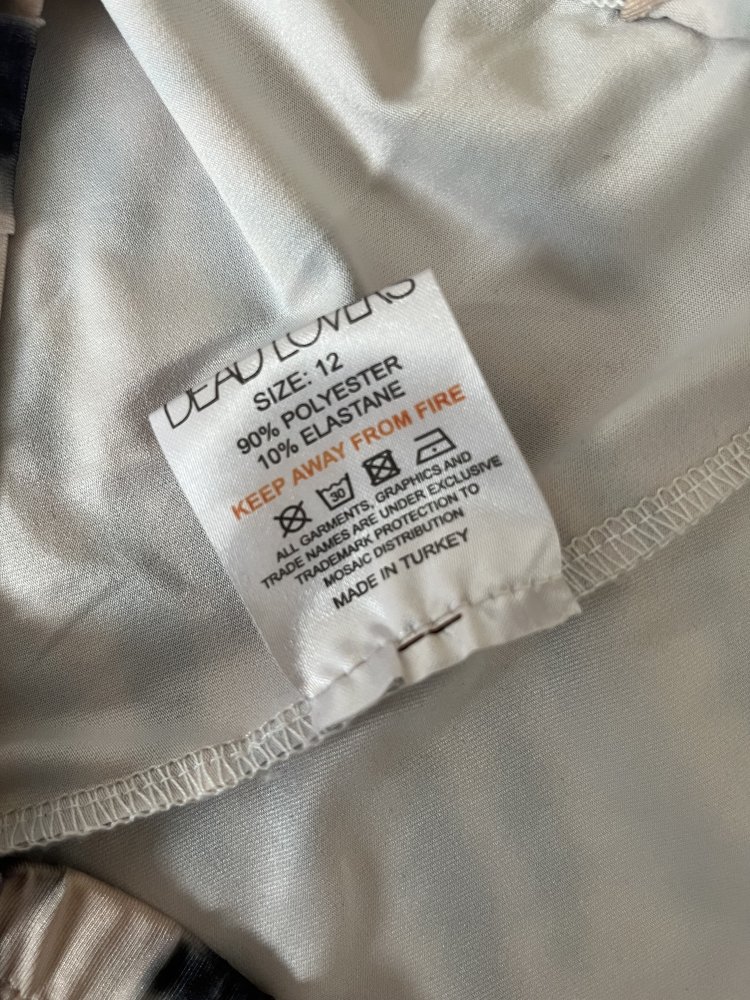 DEAD LOVERS
SIZE: 12
90% POLYESTER
10% ELASTANE
KEEP AWAY FROM FIRE
30
ALL GARMENTS, GRAPHICS AND
TRADE NAMES ARE UNDER EXCLUSIVE
TRADEMARK PROTECTION TO
MOSAIC DISTRIBUTION
MADE IN TURKEY